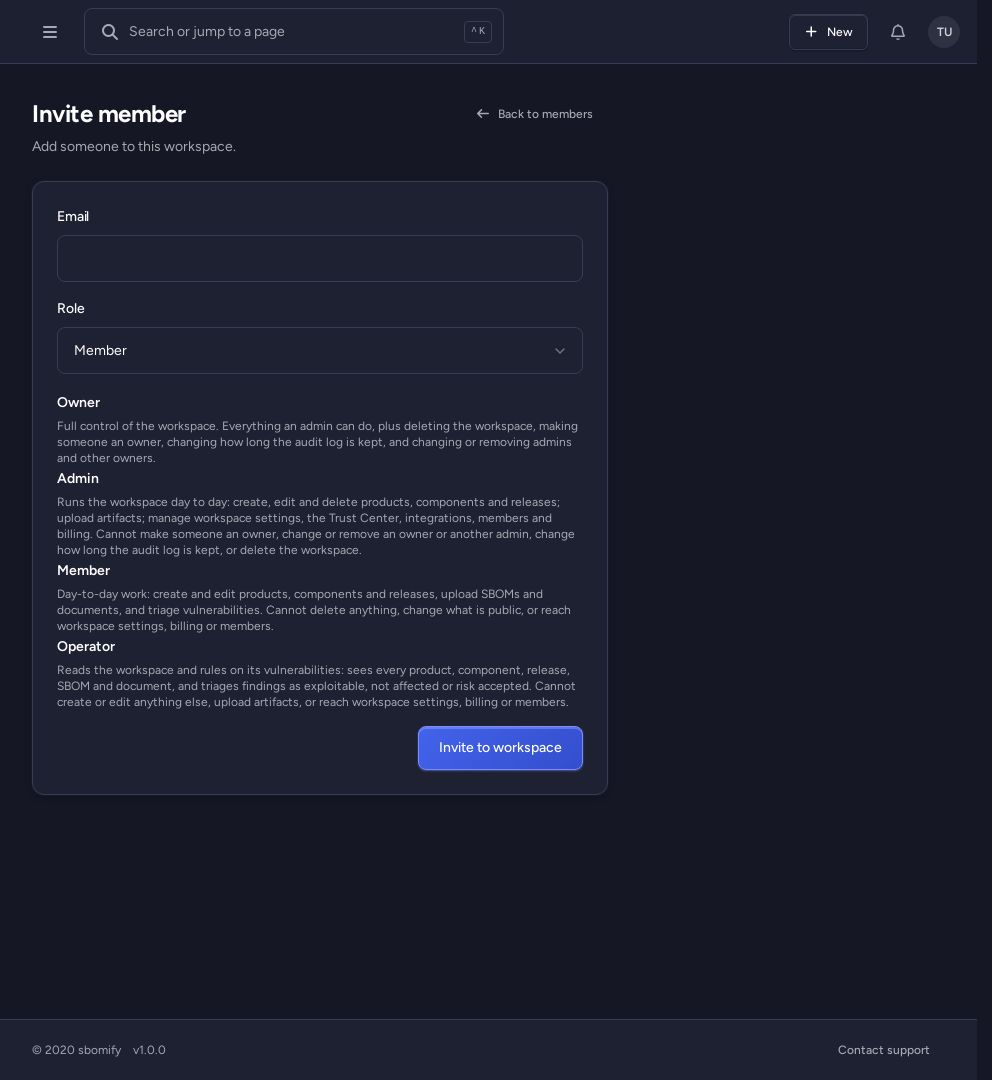 Search or jump to a page
^ K
New
TU
Invite member
Back to members
Add someone to this workspace.
Email
Role
Member
Owner
Full control of the workspace. Everything an admin can do, plus deleting the workspace, making
someone an owner, changing how long the audit log is kept, and changing or removing admins
and other owners.
Admin
Runs the workspace day to day: create, edit and delete products, components and releases;
upload artifacts; manage workspace settings, the Trust Center, integrations, members and
billing. Cannot make someone an owner, change or remove an owner or another admin, change
how long the audit log is kept, or delete the workspace.
Member
Day-to-day work: create and edit products, components and releases, upload SBOMs and
documents, and triage vulnerabilities. Cannot delete anything, change what is public, or reach
workspace settings, billing or members.
Operator
Reads the workspace and rules on its vulnerabilities: sees every product, component, release,
SBOM and document, and triages findings as exploitable, not affected or risk accepted. Cannot
create or edit anything else, upload artifacts, or reach workspace settings, billing or members.
Invite to workspace
© 2020 sbomify v1.0.0
Contact support